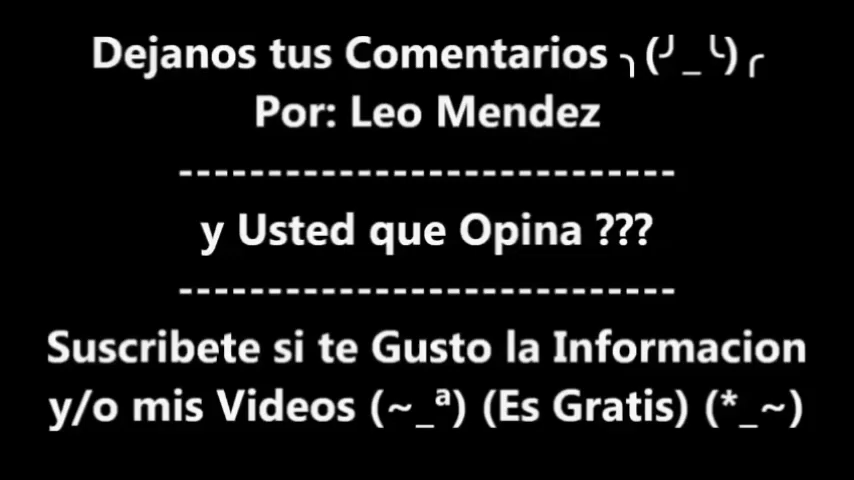 Dejanos tus Comentarios ╮(╯_╰)╭
Por: Leo Mendez
----------------------------
y Usted que Opina ???
----------------------------
Suscribete si te Gusto la Informacion
y/o mis Videos (~_ª) (Es Gratis) (*_~)